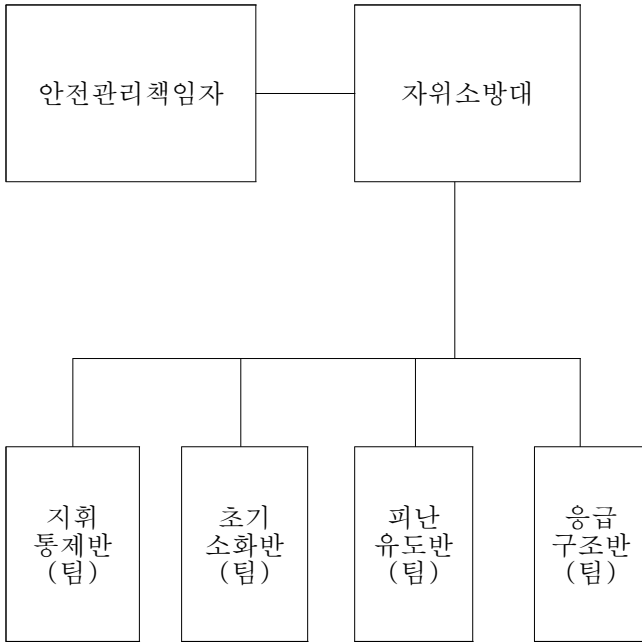 안전관리책임자
자위소방대
지휘
통제반
(팀)
초기
소화반
(팀)
피난
유도반
(팀)
응급
구조반
(팀)